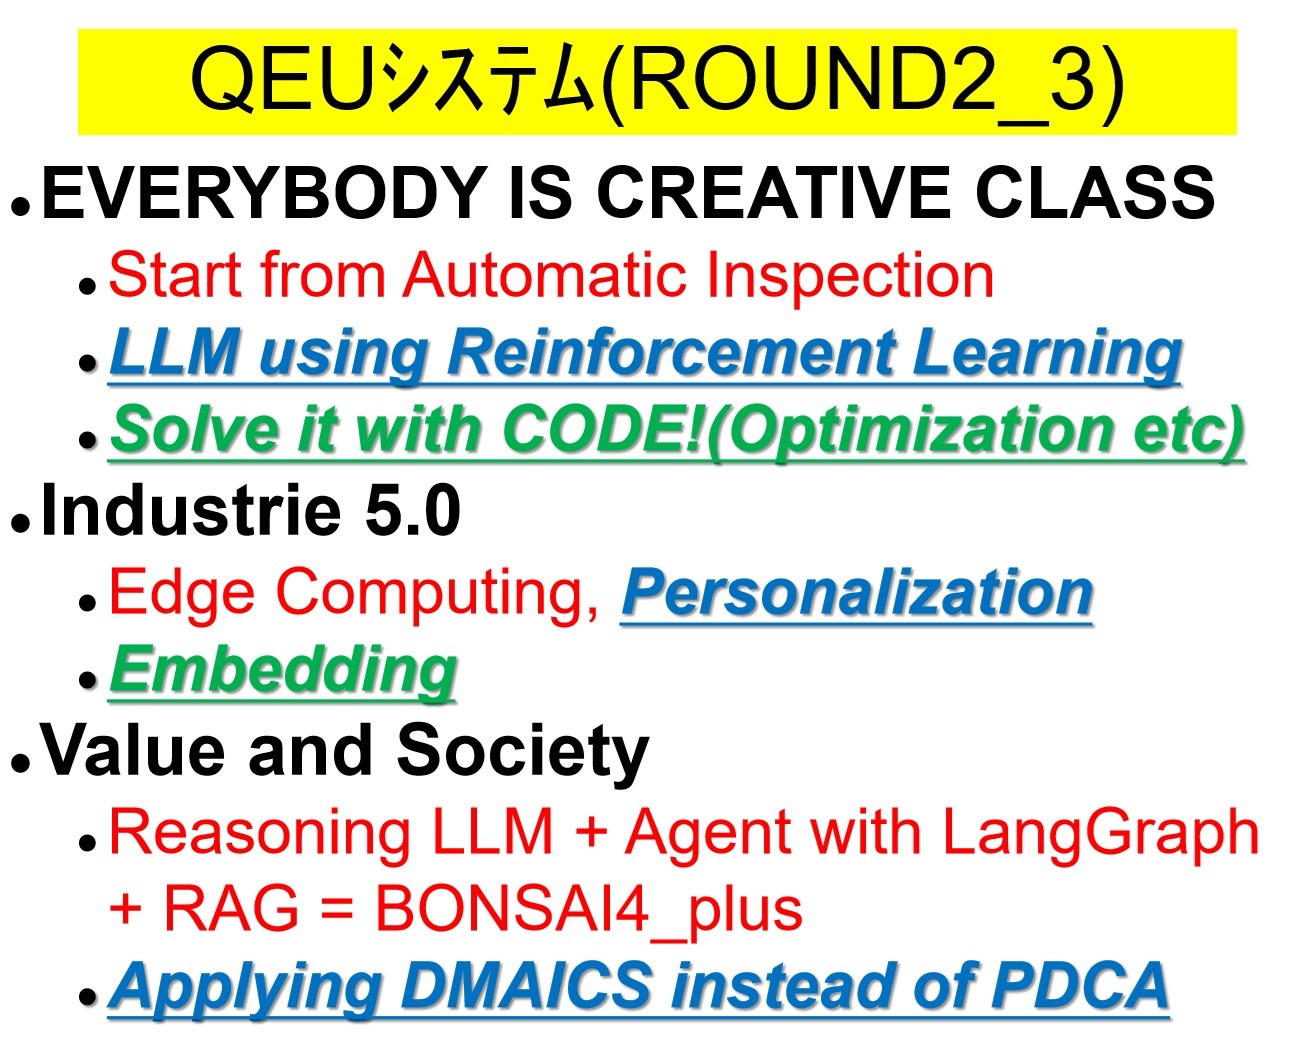 QEUシステム(ROUND2_3)
EVERYBODY IS CREATIVE CLASS
Start from Automatic Inspection
LLM using Reinforcement Learning
Solve it with CODE!(Optimization etc)
Industrie 5.0
Edge Computing, Personalization
Embedding
Value and Society
Reasoning LLM + Agent with LangGraph
+ RAG = BONSAI4_plus
Applying DMAICS instead of PDCA